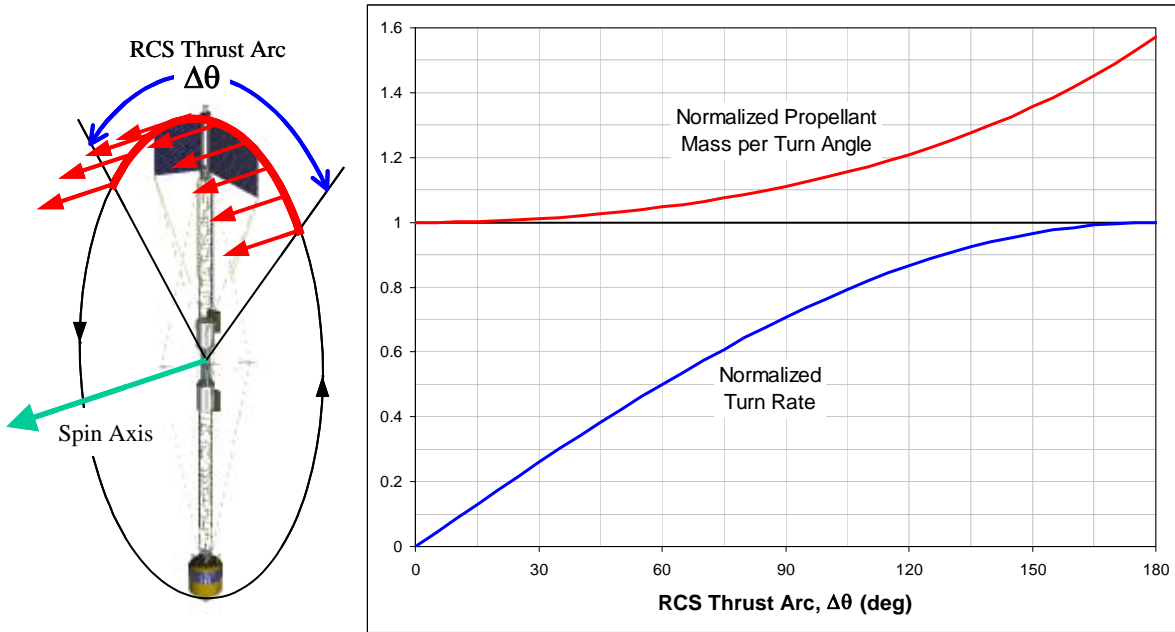 RCS Thrust Arc
Δθ
Spin Axis
1.6
1.4
1.2
1
0.8
0.6
0.4
0.2
0
Normalized Propellant
Mass per Turn Angle
Normalized
Turn Rate
0 30 60 90 120 150 180
RCS Thrust Arc, Δθ (deg)